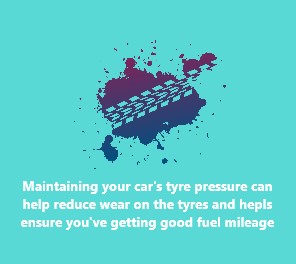 Maintaining your car's tyre pressure can
help reduce wear on the tyres and hepls
ensure you've getting good fuel mileage